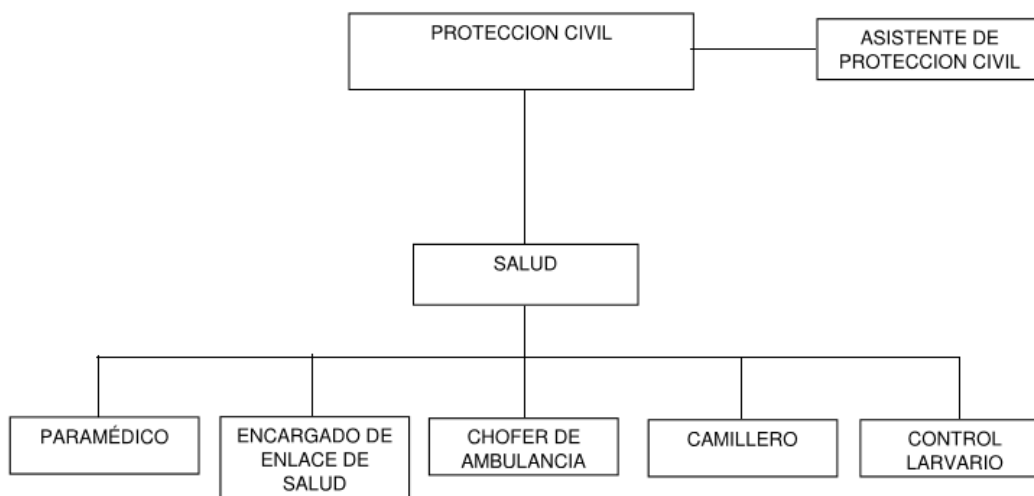 PROTECCION CIVIL
ASISTENTE DE
PROTECCION CIVIL
SALUD
PARAMÉDICO
ENCARGADO DE
ENLACE DE
SALUD
CHOFER DE
AMBULANCIA
CAMILLERO
CONTROL
LARVARIO